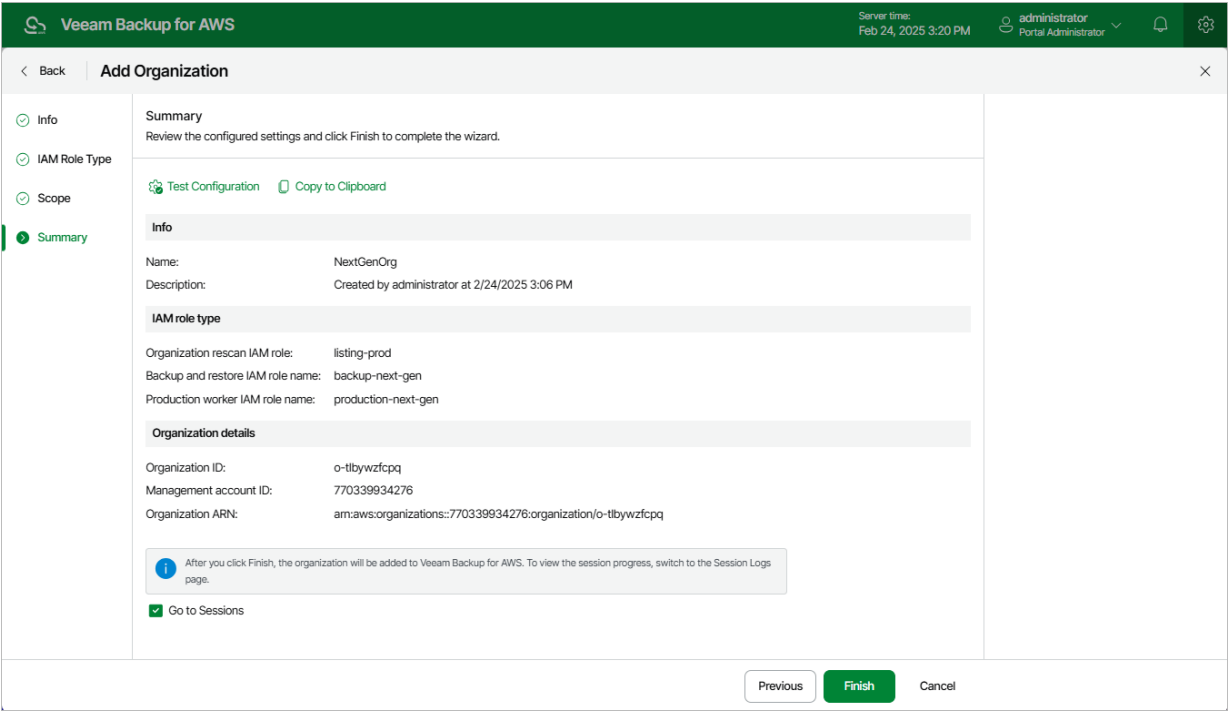 Veeam Backup for AWS
Server time:
Feb 24, 2025 3:20 PM
administrator
Portal Administrator
Back
Add Organization
Info
IAM Role Type
Scope
Summary
Summary
Review the configured settings and click Finish to complete the wizard.
Test Configuration Copy to Clipboard
Info
Name: NextGenOrg
Description: Created by administrator at 2/24/2025 3:06 PM
IAM role type
Organization rescan IAM role: listing-prod
Backup and restore IAM role name: backup-next-gen
Production worker IAM role name: production-next-gen
Organization details
Organization ID: o-tlbywzfcpq
Management account ID: 770339934276
Organization ARN: arn:aws:organizations::770339934276:organization/o-tlbywzfcpq
After you click Finish, the organization will be added to Veeam Backup for AWS. To view the session progress, switch to the Session Logs
page.
Go to Sessions
Previous Finish Cancel